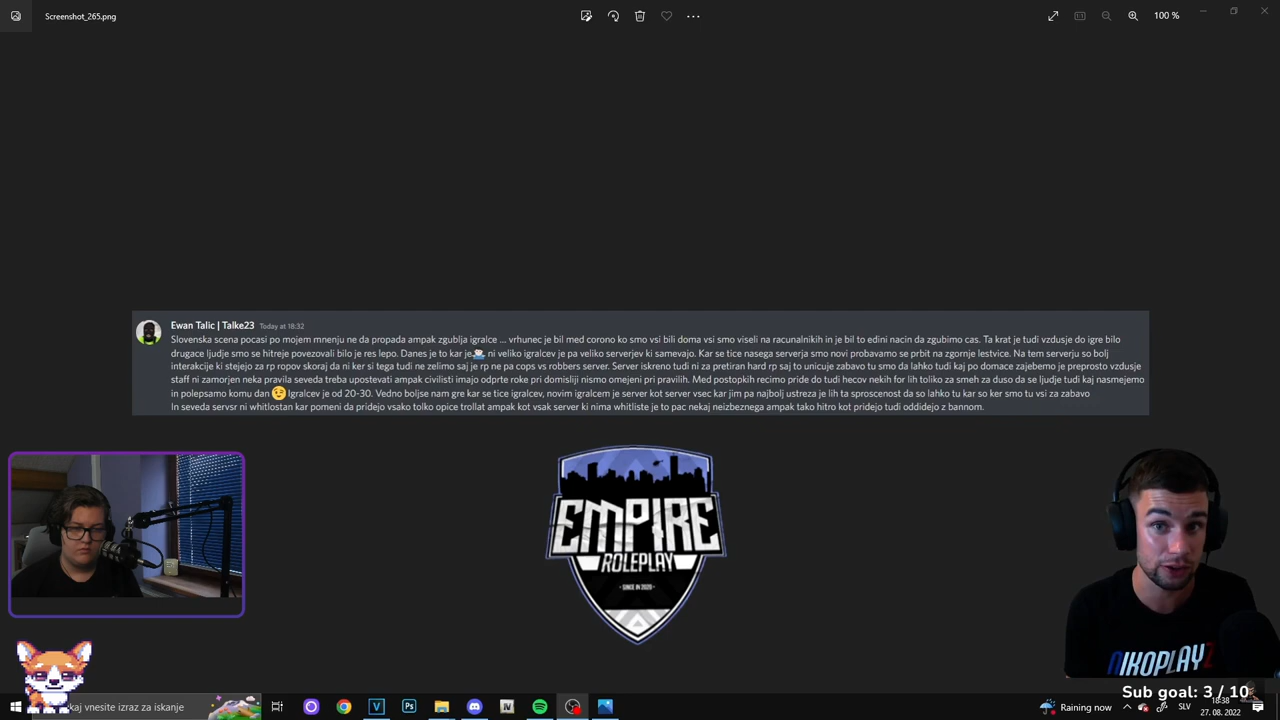 Screenshot_265.png
100 %
Ewan Talic | Talke23 Today at 18:32
Slovenska scena pocasi po mojem mnenju ne da propada ampak zgublja igralce ... vrhunec je bil med corono ko smo vsi bili doma vsi smo viseli na racunalnikih in je bil to edini nacin da zgubimo cas. Ta krat je tudi vzdusje do igre bilo
drugace ljudje smo se hitreje povezovali bilo je res lepo. Danes je to kar je ni veliko igralcev je pa veliko serverjev ki samevajo. Kar se tice nasega serverja smo novi probavamo se prbit na zgornje lestvice. Na tem serverju so bolj
interakcije ki stejejo za rp ropov skoraj da ni ker si tega tudi ne zelimo saj je rp ne pa cops vs robbers server. Server iskreno tudi ni za pretiran hard rp saj to unicuje zabavo tu smo da lahko tudi kaj po domace zajebemo je preprosto vzdusje
staff ni zamorjen neka pravila seveda treba upostevati ampak civilisti imajo odprte roke pri domisliji nismo omejeni pri pravilih. Med postopkih recimo pride do tudi hecov nekih for lih toliko za smeh za duso da se ljudje tuj kaj nasmejemo
in polepsamo komu dan 😉 Igralcev je od 20-30. Vedno boljse nam gre kar se tice igralcev, novim igralcem je server kot server vsec kar jim pa najbolj ustreza je lih ta sproscenost da so lahko tu kar so ker smo tu vsi za zabavo
In seveda servsr ni whitlostan kar pomeni da pridejo vsako tolko opice trollat ampak kot vsak server ki nima whitliste je to pac nekaj neizbeznega ampak tako hitro kot pridejo tudi oddidejo z bannom.
EMPIRE
ROLEPLAY
- SINCE IN 2020 -
NIKOPLAYZ
Sub goal: 3 / 10
kaj vnesite izraz za iskanje
Raining now
SLV
18:38
27. 08. 2022